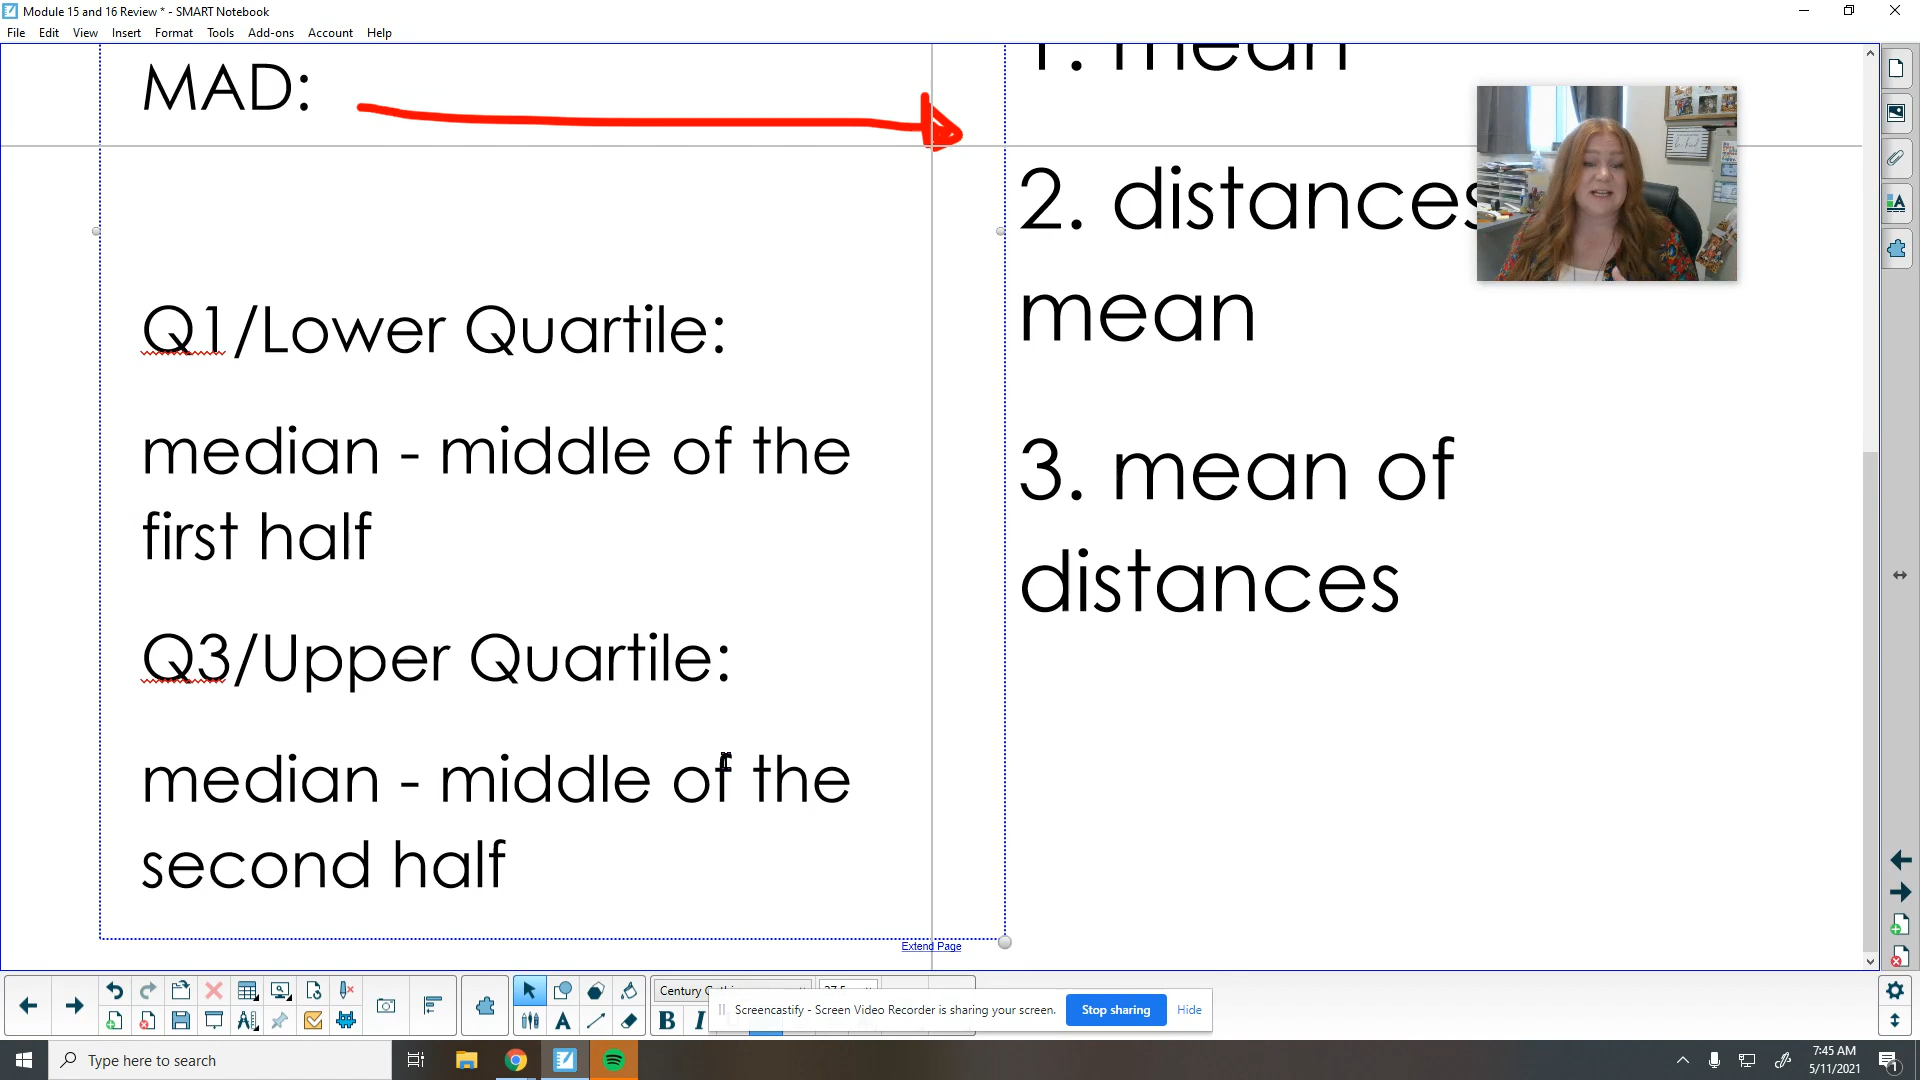 Module 15 and 16 Review * - SMART Notebook
File Edit View Insert Format Tools Add-ons Account Help
MAD:
1. mean
2. distances
mean
3. mean of
distances
Q1/Lower Quartile:
median - middle of the
first half
Q3/Upper Quartile:
median - middle of the
second half
Extend Page
Century
Screencastify - Screen Video Recorder is sharing your screen.
Stop sharing
Hide
Type here to search
7:45 AM
5/11/2021